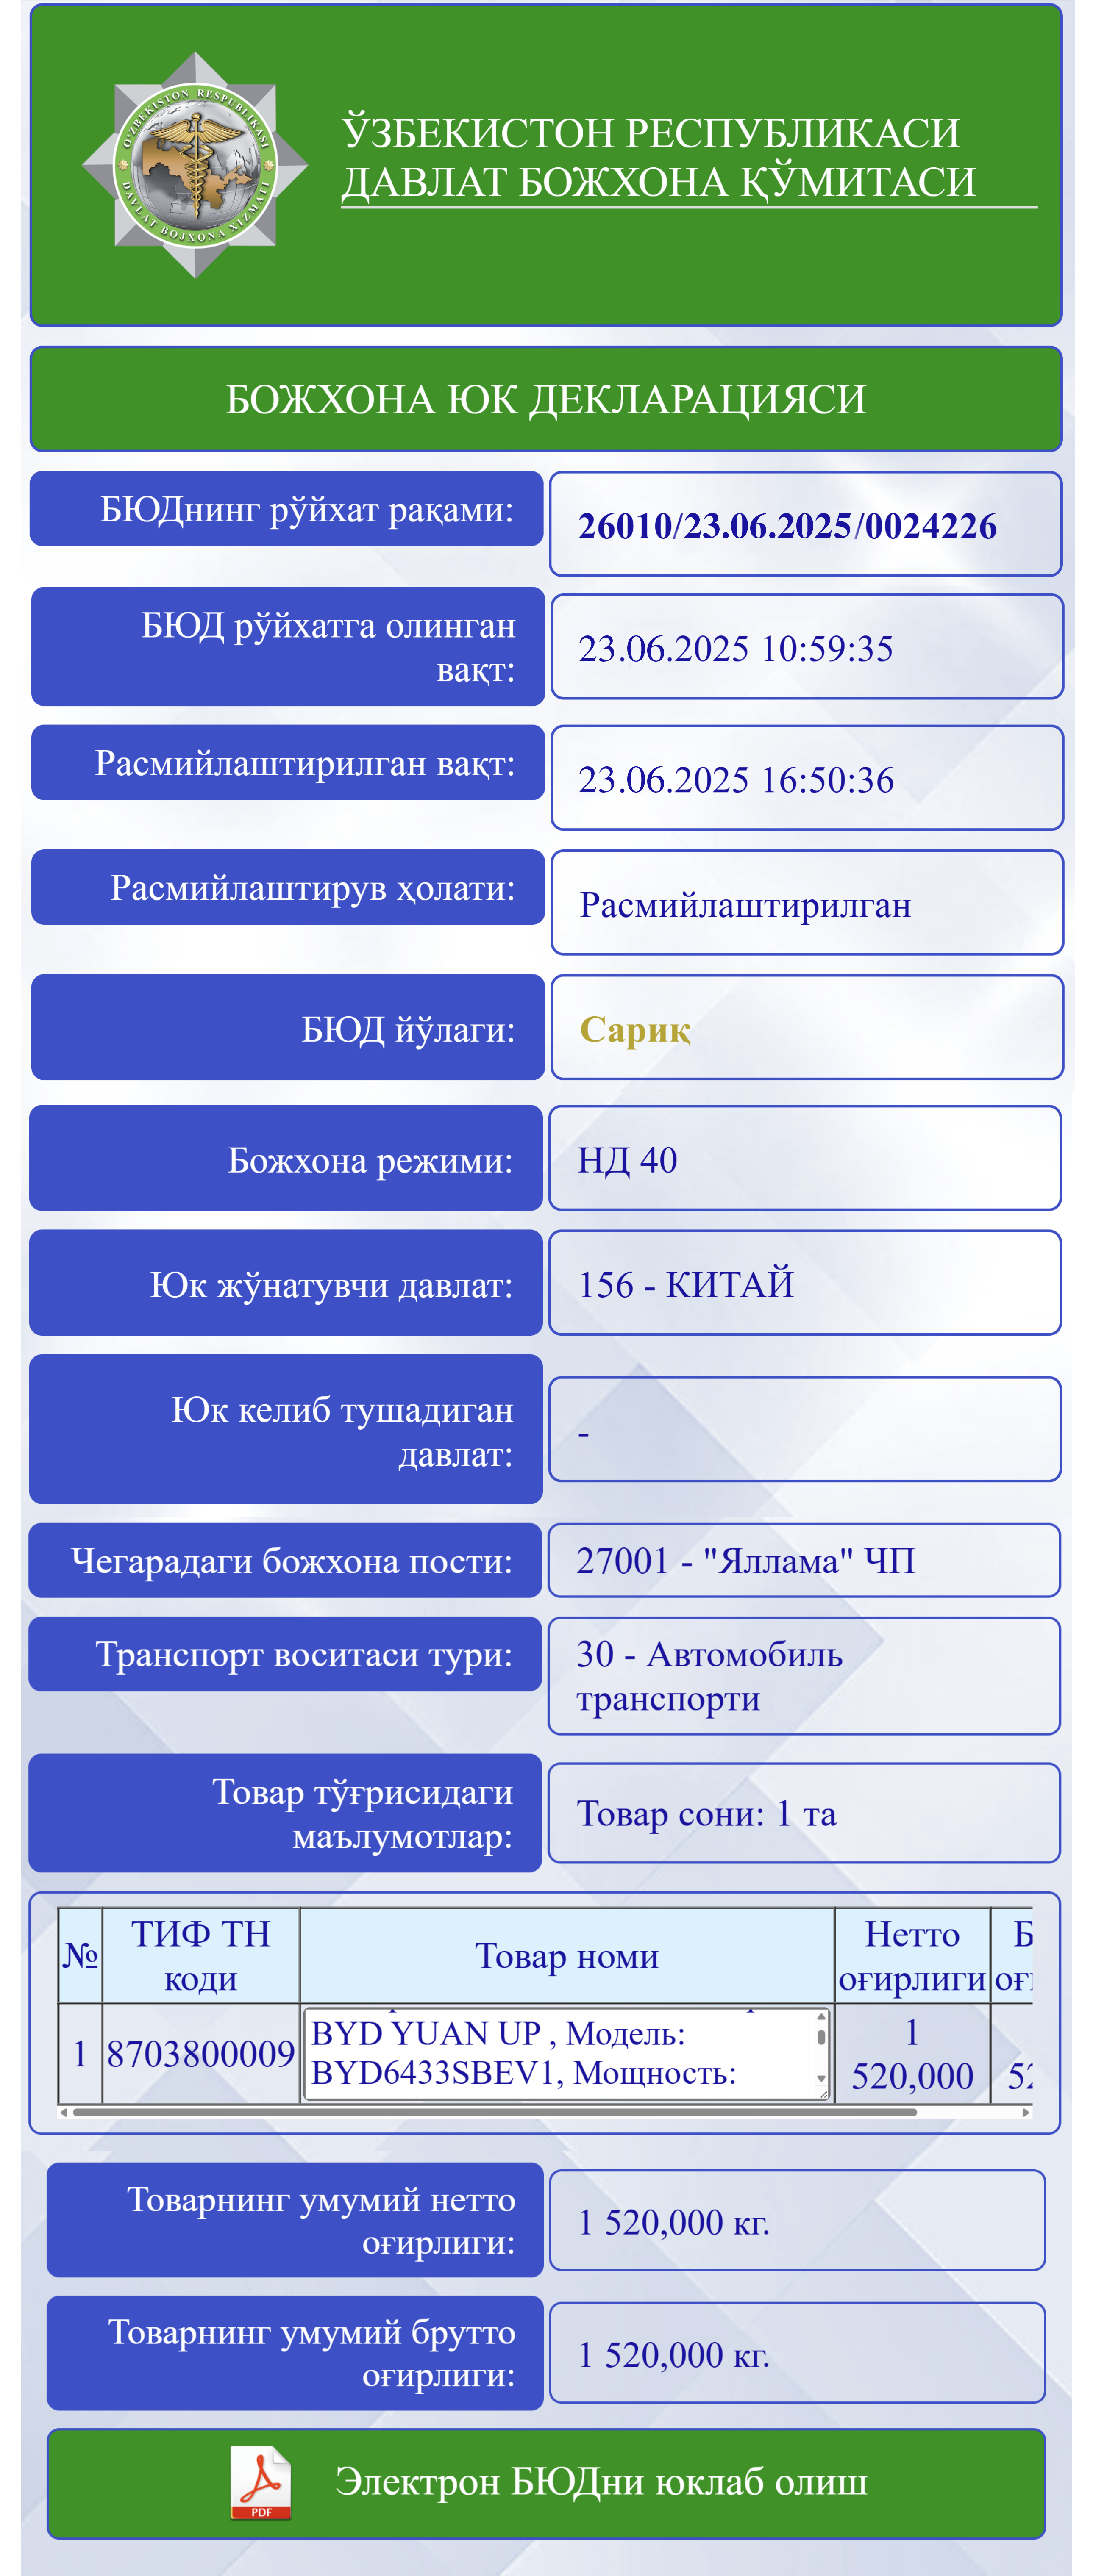 O'ZBEKISTON RESPUBLIKASI
DAVLAT BOJXONA XIZMATI
ЎЗБЕКИСТОН РЕСПУБЛИКАСИ
ДАВЛАТ БОЖХОНА ҚЎМИТАСИ
БОЖХОНА ЮК ДЕКЛАРАЦИЯСИ
БЮДнинг рўйхат рақами:
26010/23.06.2025/0024226
БЮД рўйхатга олинган
вақт:
23.06.2025 10:59:35
Расмийлаштирилган вақт:
23.06.2025 16:50:36
Расмийлаштирув ҳолати:
Расмийлаштирилган
БЮД йўлаги:
Сариқ
Божхона режими:
НД 40
Юк жўнатувчи давлат:
156 - КИТАЙ
Юк келиб тушадиган
давлат:
-
Чегарадаги божхона пости:
27001 - "Яллама" ЧП
Транспорт воситаси тури:
30 - Автомобиль
транспорти
Товар тўғрисидаги
маълумотлар:
Товар сони: 1 та
№
ТИФ ТН
коди
Товар номи
Нетто
оғирлиги
1
8703800009
BYD YUAN UP , Модель:
BYD6433SBEV1, Мощность:
1
520,000
Товарнинг умумий нетто
оғирлиги:
1 520,000 кг.
Товарнинг умумий брутто
оғирлиги:
1 520,000 кг.
PDF
Электрон БЮДни юклаб олиш